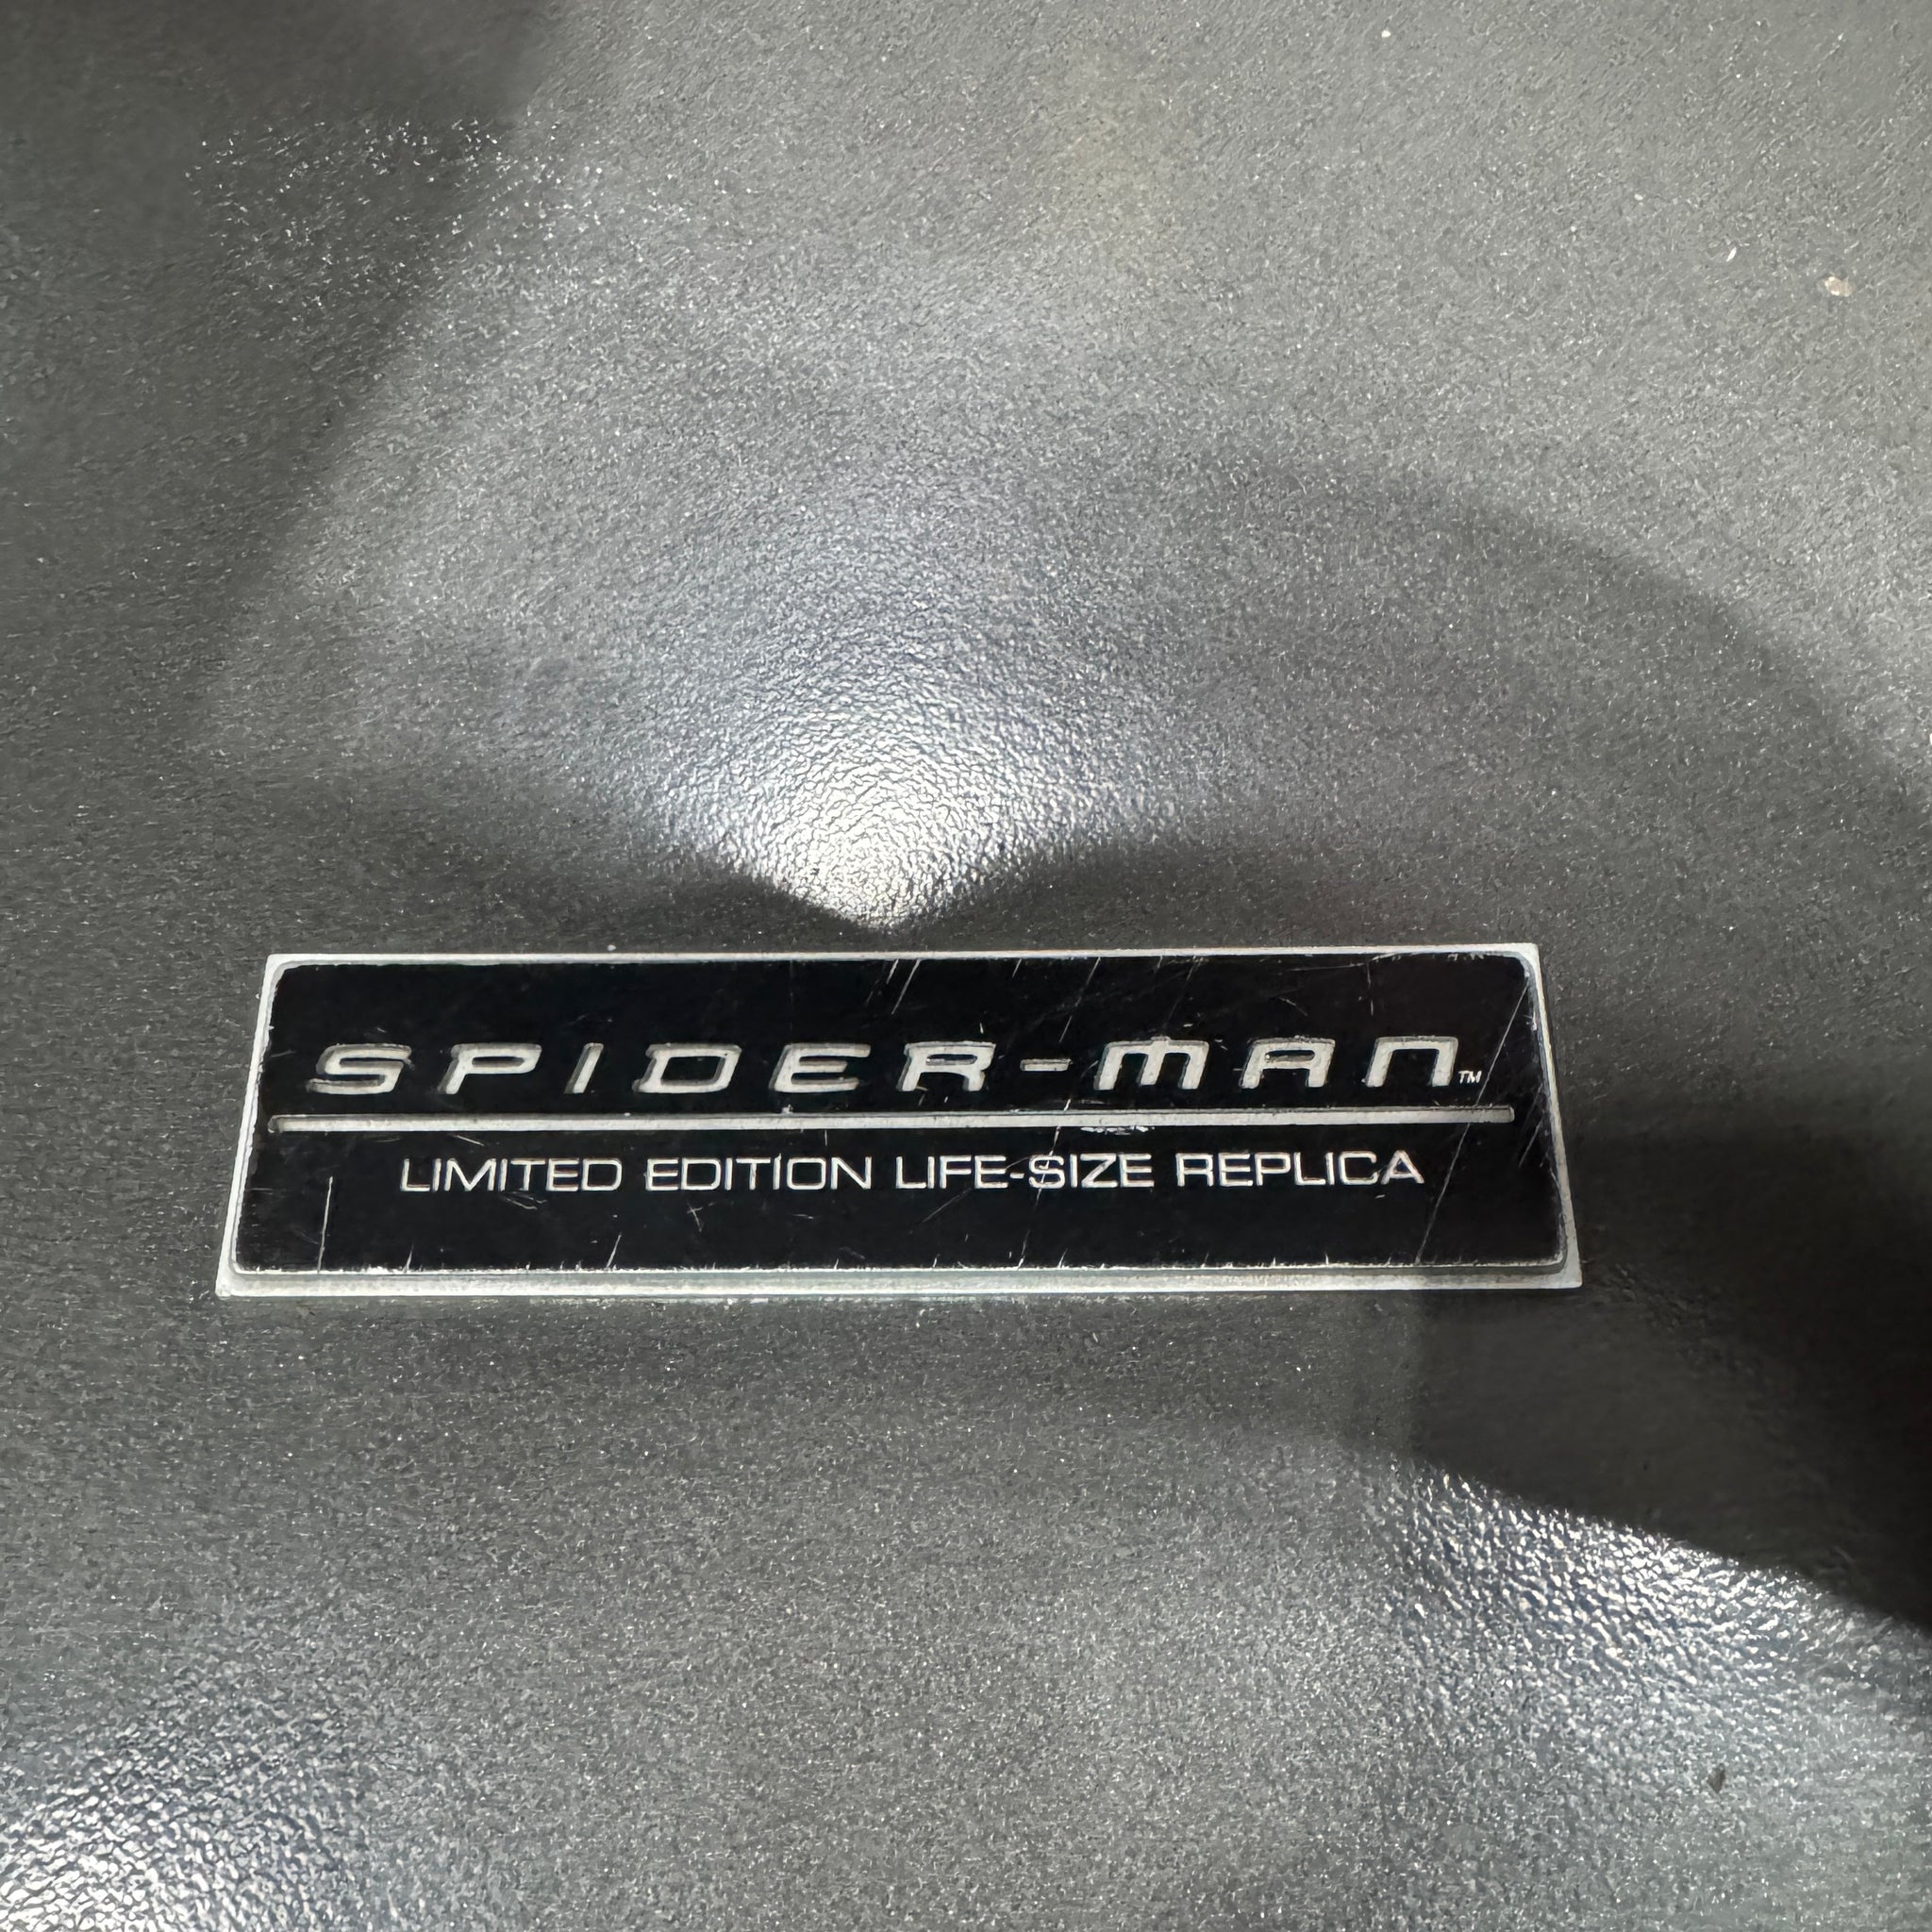 SPIDER-MAN™
LIMITED EDITION LIFE-SIZE REPLICA